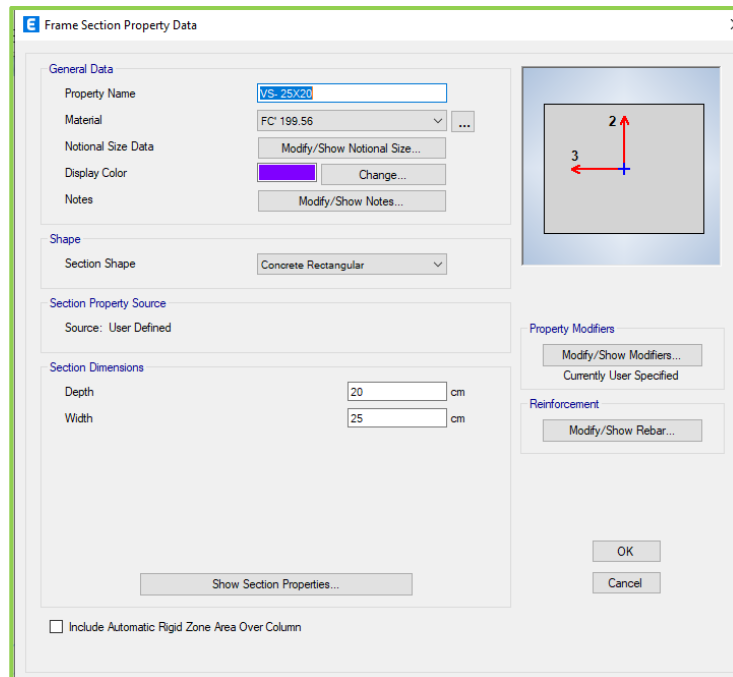 Frame Section Property Data
General Data
Property Name
VS- 25X20
Material
FC' 199.56
...
Notional Size Data
Modify/Show Notional Size...
Display Color
Change...
Notes
Modify/Show Notes...
2
3
Shape
Section Shape
Concrete Rectangular
Section Property Source
Source: User Defined
Property Modifiers
Modify/Show Modifiers...
Currently User Specified
Section Dimensions
Depth
20
cm
Width
25
cm
Reinforcement
Modify/Show Rebar...
OK
Cancel
Show Section Properties...
Include Automatic Rigid Zone Area Over Column